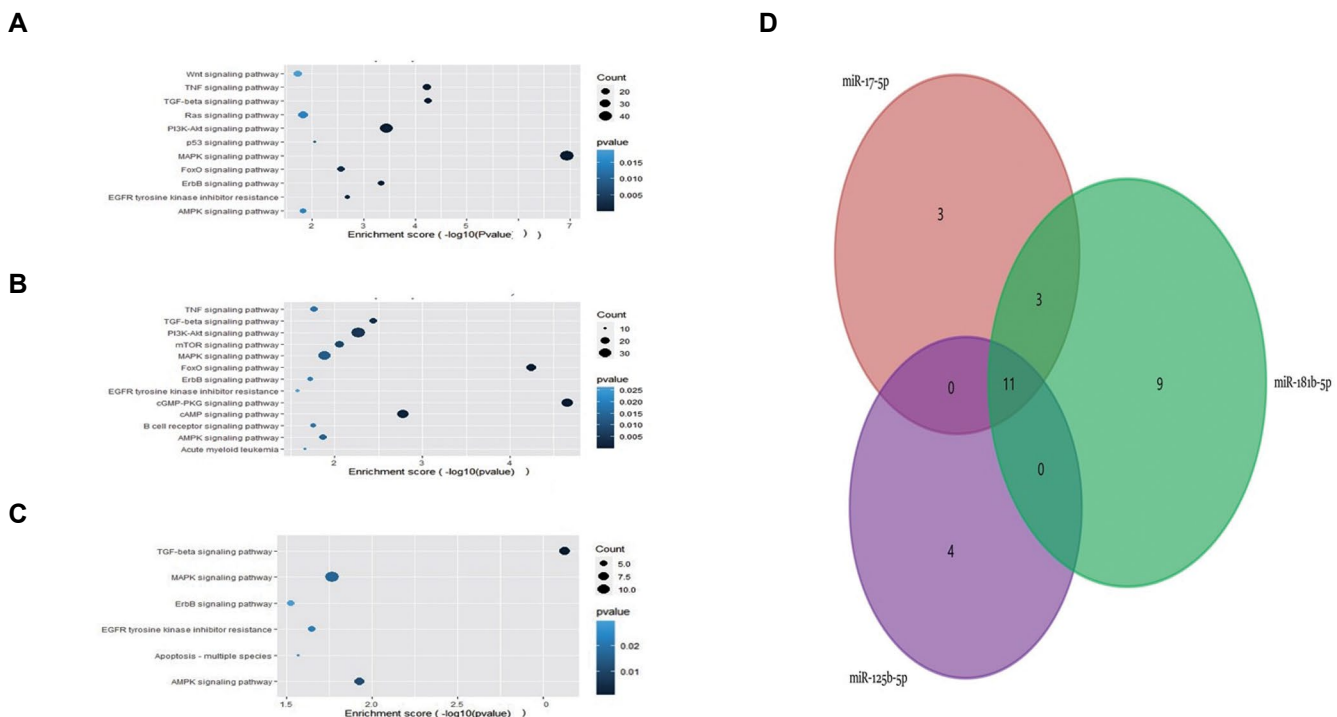 A
Wnt signaling pathway
TNF signaling pathway
TGF-beta signaling pathway
Ras signaling pathway
PI3K-Akt signaling pathway
p53 signaling pathway
MAPK signaling pathway
FoxO signaling pathway
ErbB signaling pathway
EGFR tyrosine kinase inhibitor resistance
AMPK signaling pathway
2 3 4 5 6 7
Enrichment score ( -log10(Pvalue) )
Count
20
30
40
pvalue
0.015
0.010
0.005
B
TNF signaling pathway
TGF-beta signaling pathway
PI3K-Akt signaling pathway
mTOR signaling pathway
MAPK signaling pathway
FoxO signaling pathway
ErbB signaling pathway
EGFR tyrosine kinase inhibitor resistance
cGMP-PKG signaling pathway
cAMP signaling pathway
B cell receptor signaling pathway
AMPK signaling pathway
Acute myeloid leukemia
2 3 4
Enrichment score ( -log10(pvalue) )
Count
10
20
30
pvalue
0.025
0.020
0.015
0.010
0.005
C
TGF-beta signaling pathway
MAPK signaling pathway
ErbB signaling pathway
EGFR tyrosine kinase inhibitor resistance
Apoptosis - multiple species
AMPK signaling pathway
1.5 2.0 2.5 0
Enrichment score ( -log10(pvalue) )
Count
5.0
7.5
10.0
pvalue
0.02
0.01
D
miR-17-5p
3
3
miR-181b-5p
0
11
9
0
4
miR-125b-5p